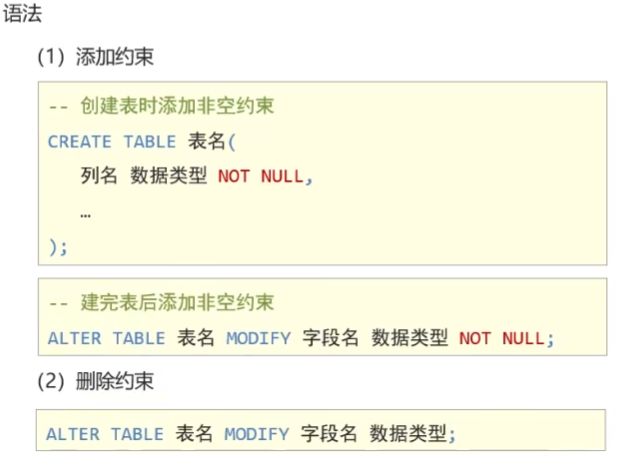 语法
（1）添加约束
-- 创建表时添加非空约束
CREATE TABLE 表名(
列名 数据类型 NOT NULL,
…
);
-- 建完表后添加非空约束
ALTER TABLE 表名 MODIFY 字段名 数据类型 NOT NULL;
（2）删除约束
ALTER TABLE 表名 MODIFY 字段名 数据类型;